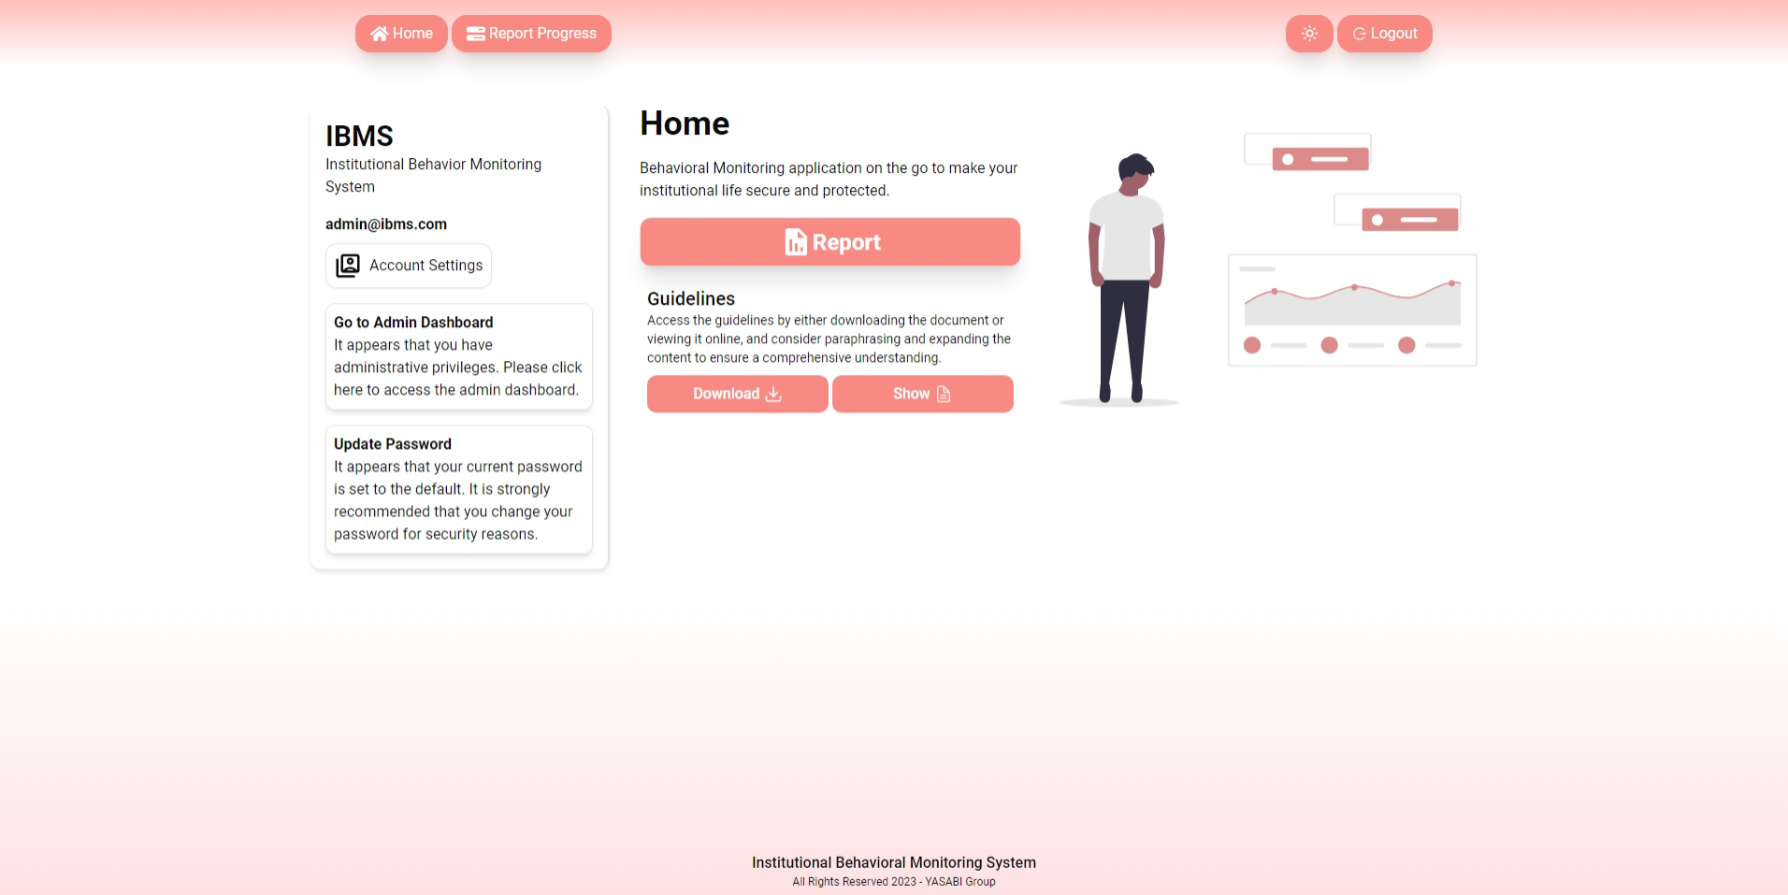 Home
Report Progress
Logout
IBMS
Institutional Behavior Monitoring
System
admin@ibms.com
Account Settings
Go to Admin Dashboard
It appears that you have
administrative privileges. Please click
here to access the admin dashboard.
Update Password
It appears that your current password
is set to the default. It is strongly
recommended that you change your
password for security reasons.
Home
Behavioral Monitoring application on the go to make your
institutional life secure and protected.
Report
Guidelines
Access the guidelines by either downloading the document or
viewing it online, and consider paraphrasing and expanding the
content to ensure a comprehensive understanding.
Download
Show
Institutional Behavioral Monitoring System
All Rights Reserved 2023 - YASABI Group